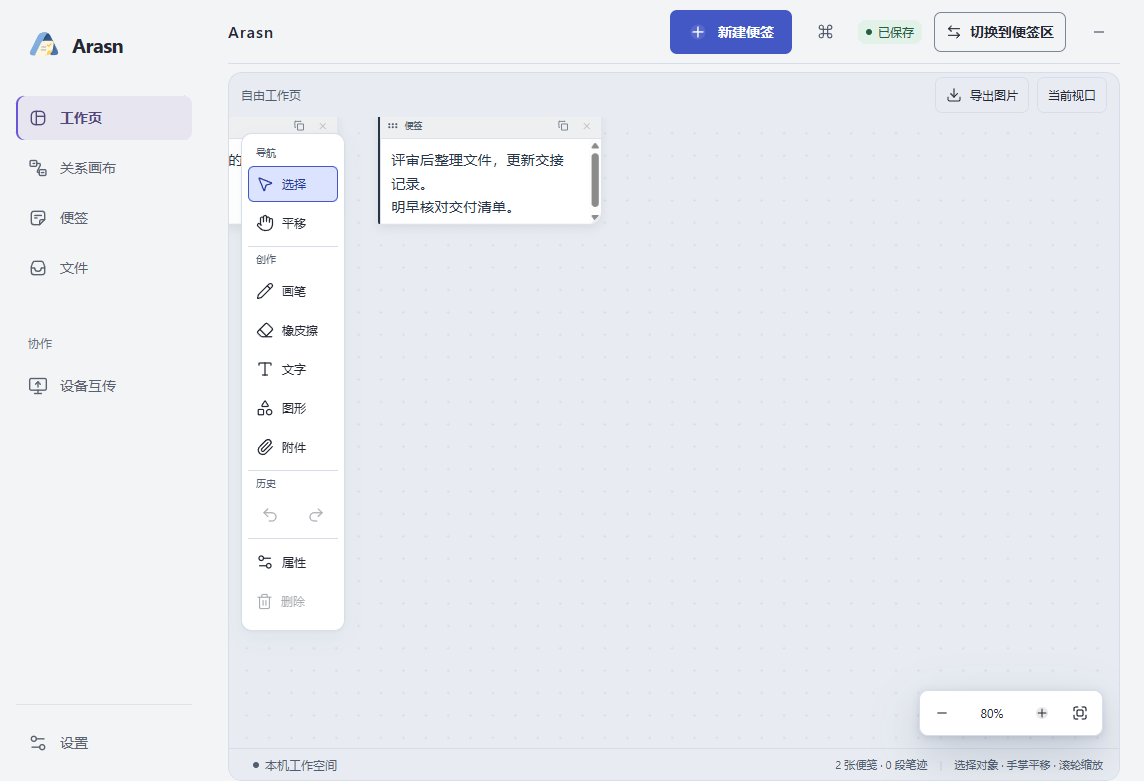 Arasn
工作页
关系画布
便签
文件
协作
设备互传
设置
Arasn
新建便签
已保存
切换到便签区
自由工作页
导出图片
当前视口
的
便签
评审后整理文件，更新交接
记录。
明早核对交付清单。
导航
选择
平移
创作
画笔
橡皮擦
文字
图形
附件
历史
属性
删除
80%
本机工作空间
2 张便笺 · 0 段笔迹
选择对象 · 手掌平移 · 滚轮缩放